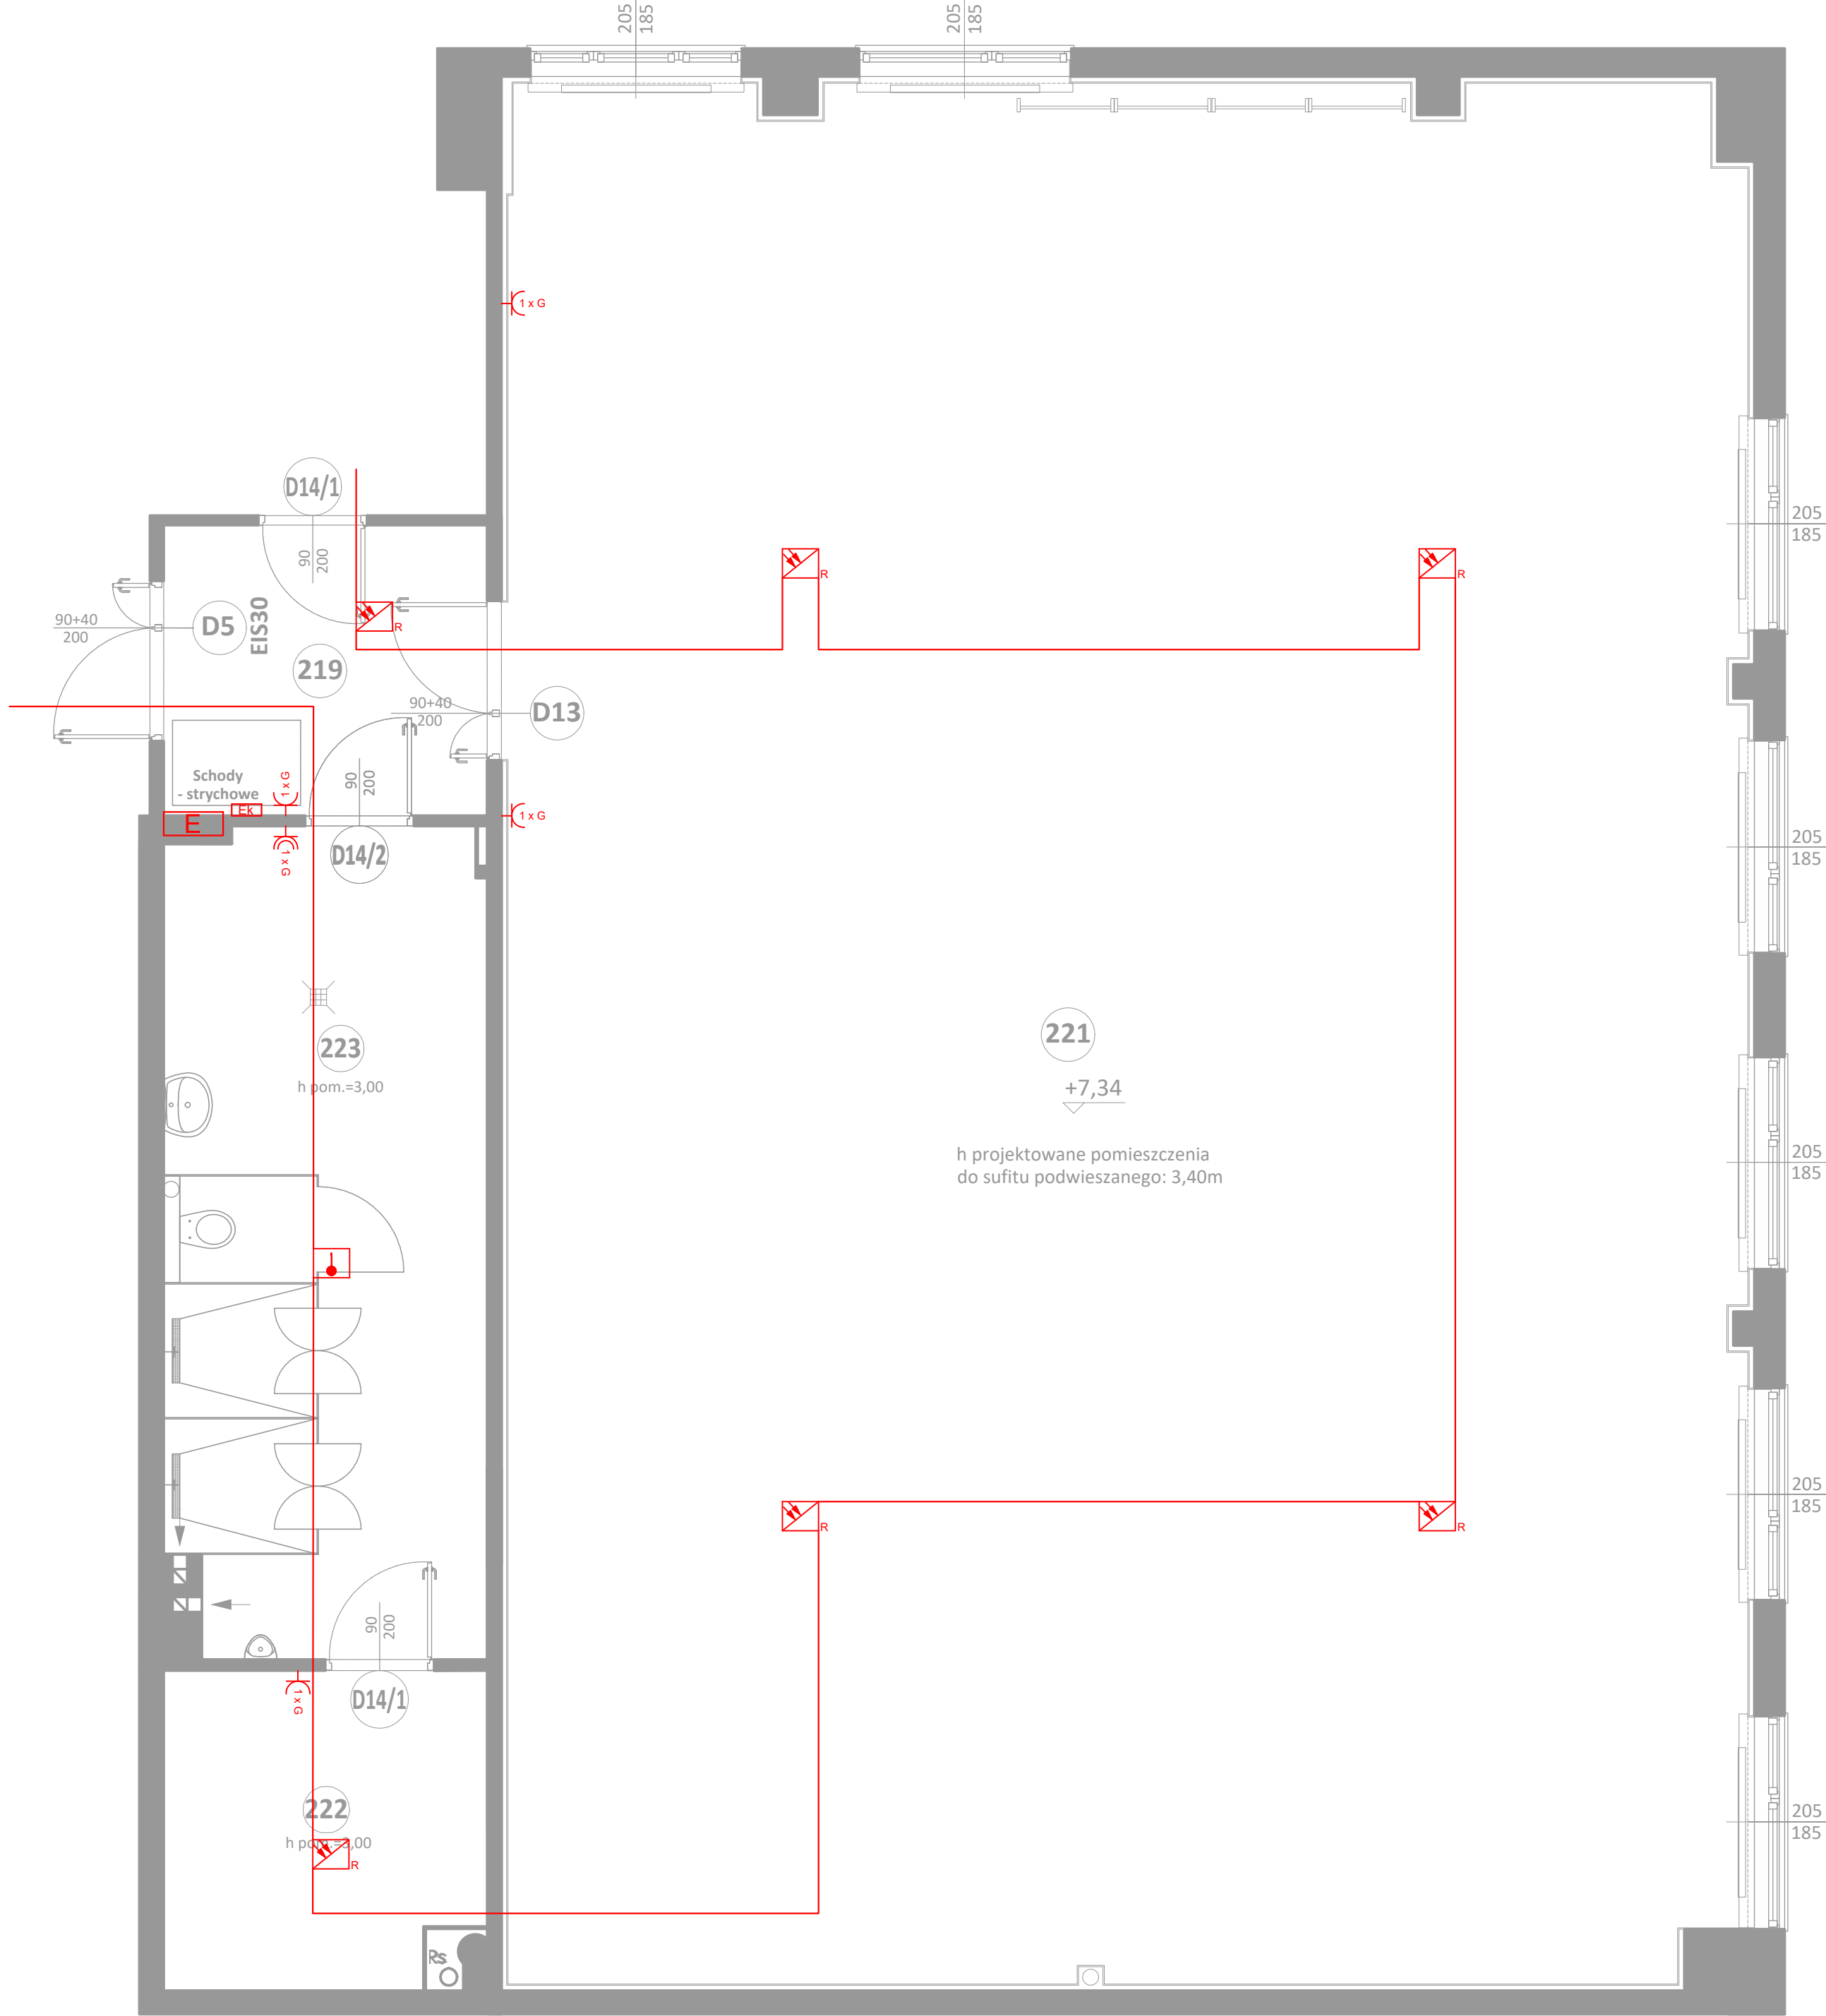 205
185
205
185
1 x G
D14/1
90
200
205
185
R
R
90+40
200
D5
EIS30
R
219
90+40
200
D13
Schody
- strychowe
1 x G
90
200
Ek
E
1 x G
1 x G
D14/2
205
185
221
223
h pom.=3,00
+7,34
h projektowane pomieszczenia
do sufitu podwieszanego: 3,40m
205
185
205
185
R
R
90
200
1 x G
D14/1
222
h pom.=3,00
R
205
185
Rs